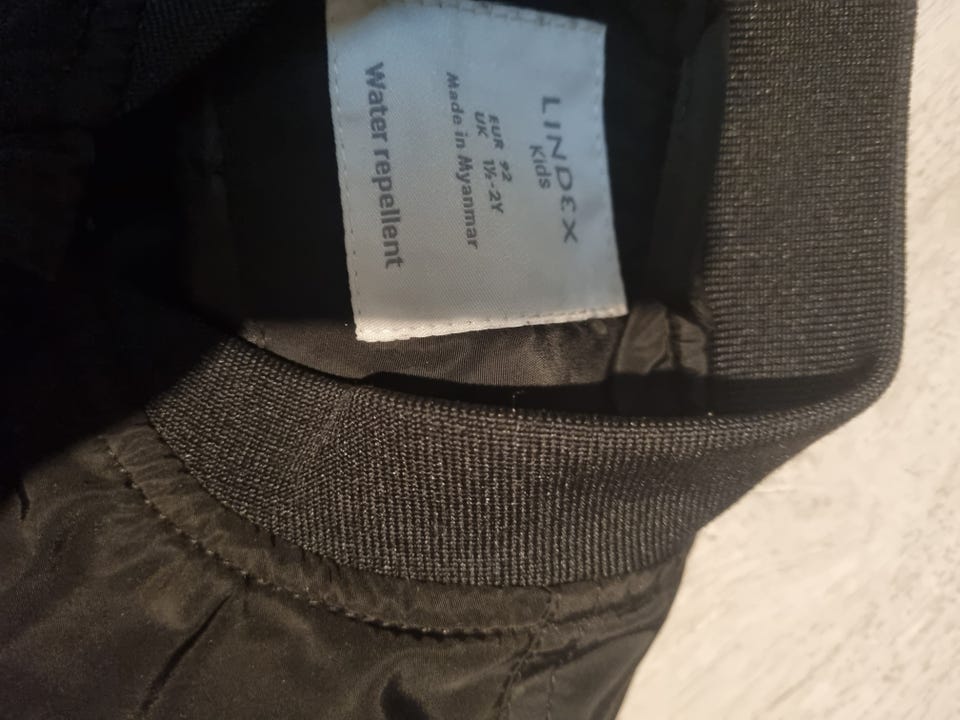 LINDEX
Kids
EUR 92
UK 1½-2Y
Made in Myanmar
Water repellent